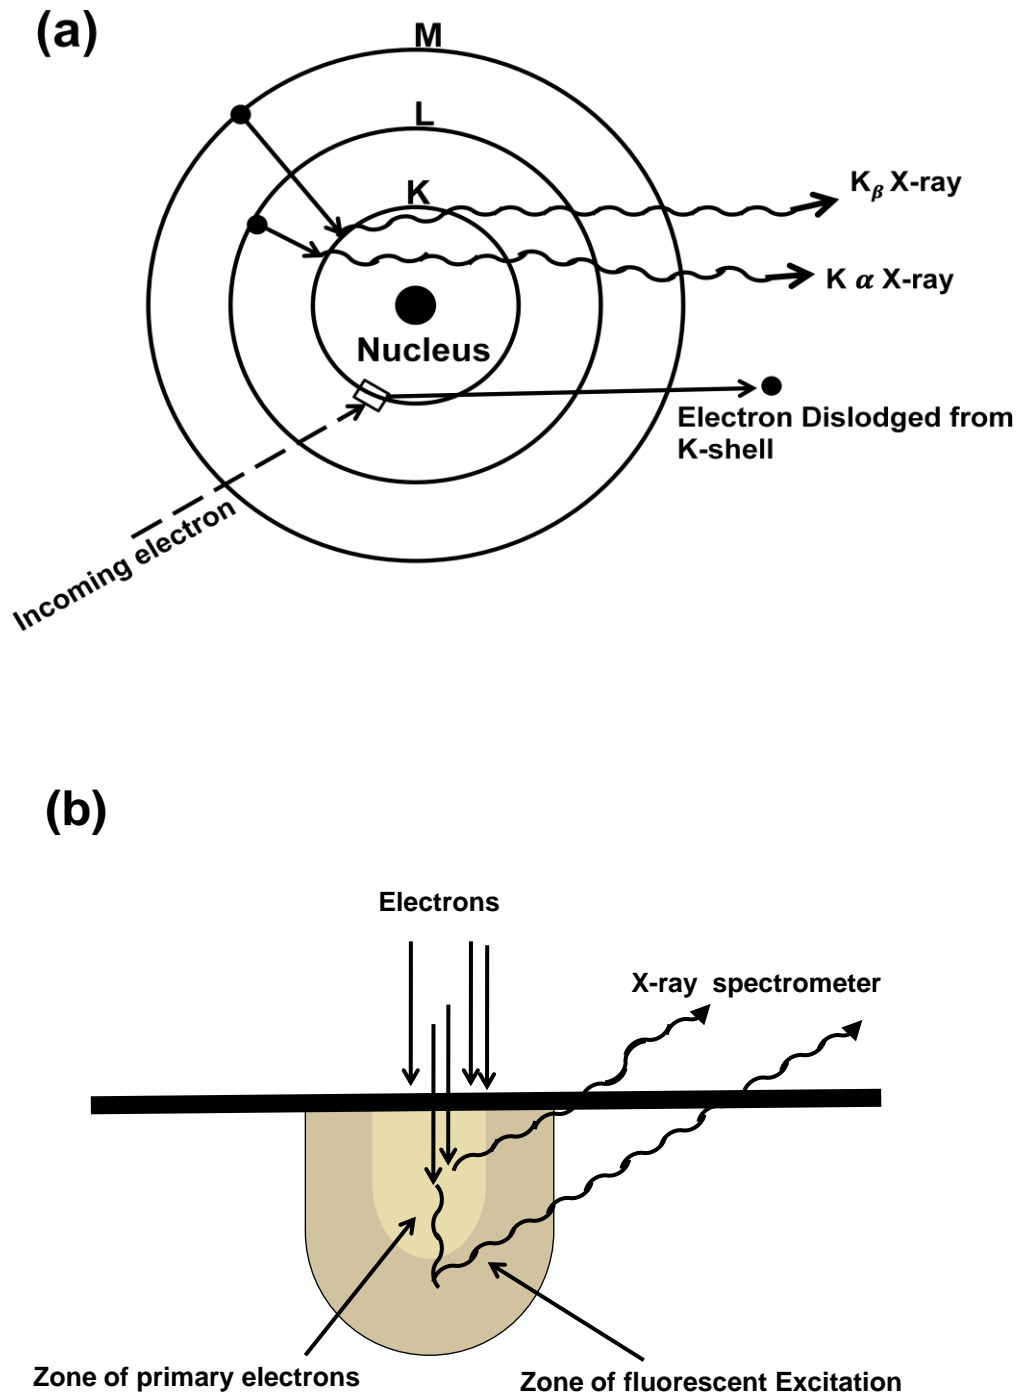 (a)
M
L
K
Kβ X-ray
K α X-ray
Nucleus
Electron Dislodged from
K-shell
Incoming electron
(b)
Electrons
X-ray spectrometer
Zone of primary electrons
Zone of fluorescent Excitation